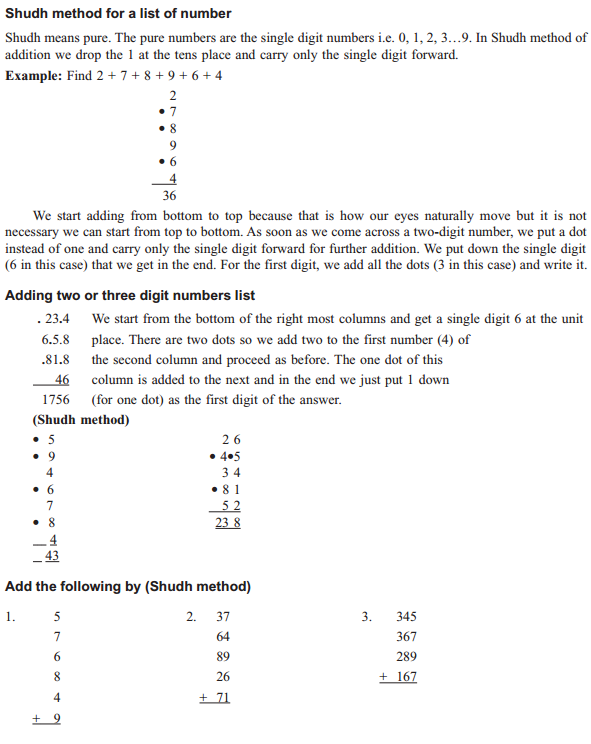 Shudh method for a list of number
Shudh means pure. The pure numbers are the single digit numbers i.e. 0, 1, 2, 3…9. In Shudh method of
addition we drop the 1 at the tens place and carry only the single digit forward.
Example: Find 2 + 7 + 8 + 9 + 6 + 4
2
• 7
• 8
9
• 6
4
36
We start adding from bottom to top because that is how our eyes naturally move but it is not
necessary we can start from top to bottom. As soon as we come across a two-digit number, we put a dot
instead of one and carry only the single digit forward for further addition. We put down the single digit
(6 in this case) that we get in the end. For the first digit, we add all the dots (3 in this case) and write it.
Adding two or three digit numbers list
. 23.4 We start from the bottom of the right most columns and get a single digit 6 at the unit
6.5.8 place. There are two dots so we add two to the first number (4) of
.81.8 the second column and proceed as before. The one dot of this
46 column is added to the next and in the end we just put 1 down
1756 (for one dot) as the first digit of the answer.
(Shudh method)
• 5 2 6
• 9 • 4•5
4 3 4
• 6 • 8 1
7 5 2
• 8 23 8
4
43
Add the following by (Shudh method)
1. 5 2. 37 3. 345
7 64 367
6 89 289
8 26 + 167
4 + 71
+ 9